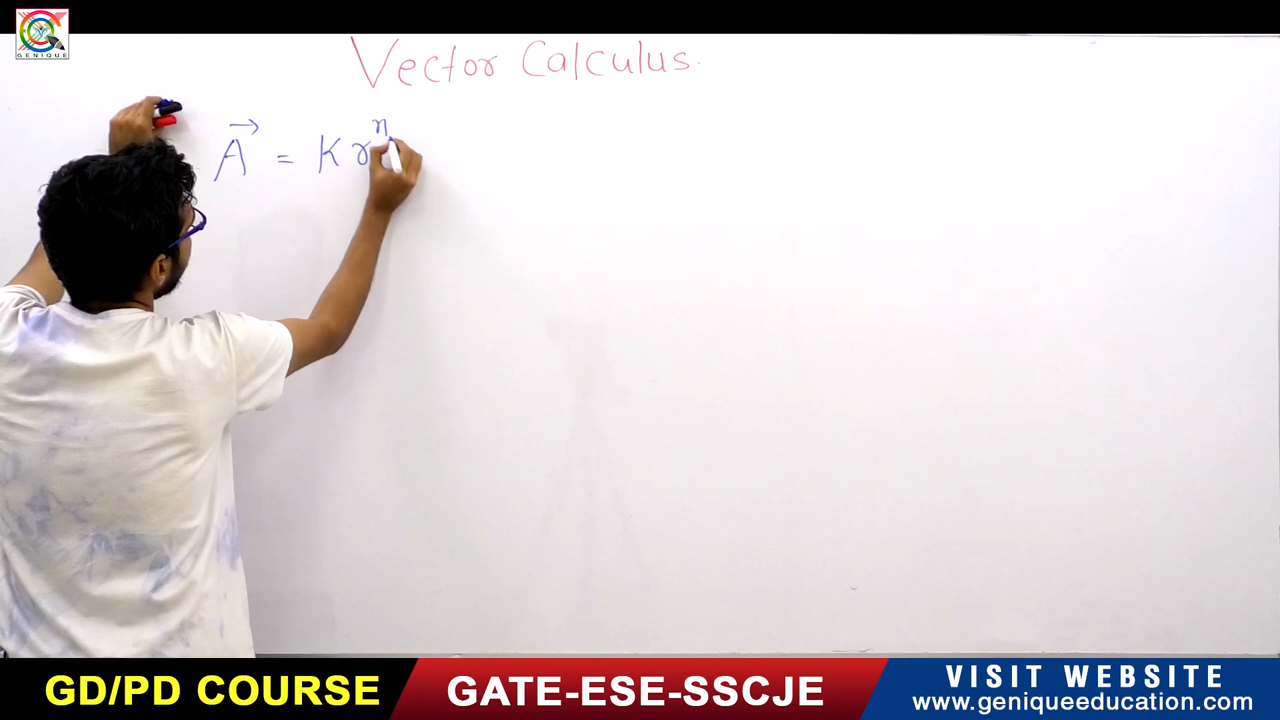 GENIQUE
Vector Calculus.
A⃗ = K r^n
GD/PD COURSE
GATE-ESE-SSCJE
VISIT WEBSITE
www.geniqueeducation.com